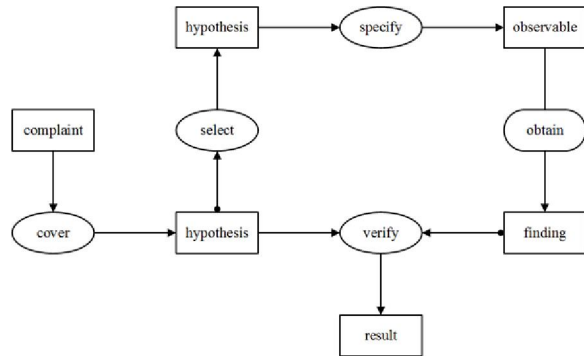 hypothesis
specify
observable
complaint
select
obtain
cover
hypothesis
verify
finding
result